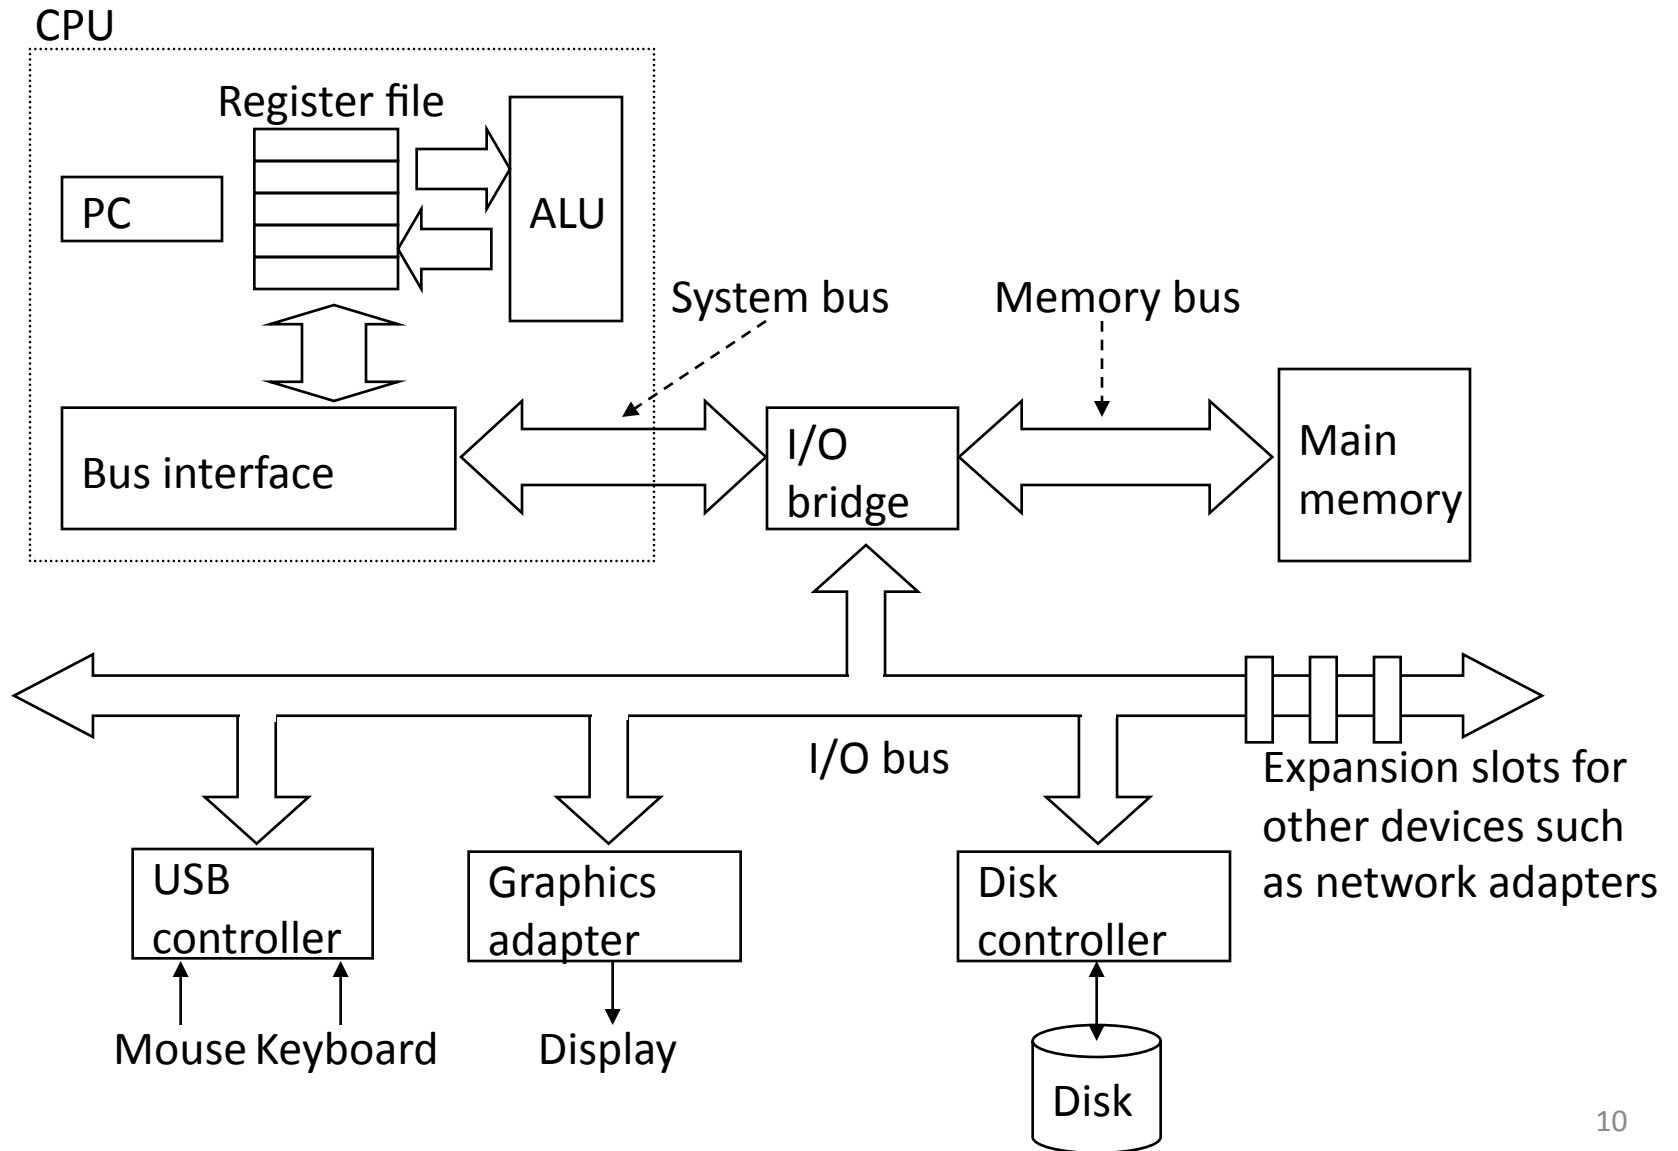 CPU
Register file
PC
ALU
System bus
Memory bus
Bus interface
I/O
bridge
Main
memory
I/O bus
Expansion slots for
other devices such
as network adapters
USB
controller
Graphics
adapter
Disk
controller
Mouse Keyboard
Display
Disk
10